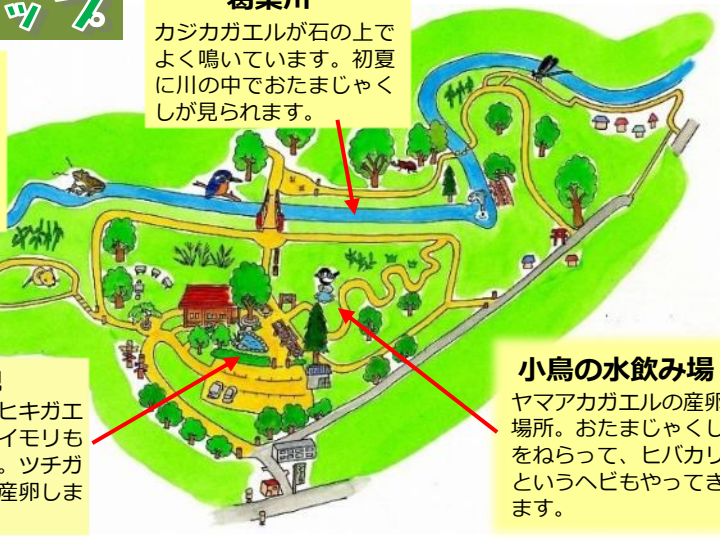 ップ
葛葉川
カジカガエルが石の上で
よく鳴いています。初夏
に川の中でおたまじゃく
しが見られます。
ヒキガエ
イモリも
。ツチガ
産卵しま
小鳥の水飲み場
ヤマアカガエルの産卵
場所。おたまじゃくし
をねらって、ヒバカリ
というヘビもやってき
ます。